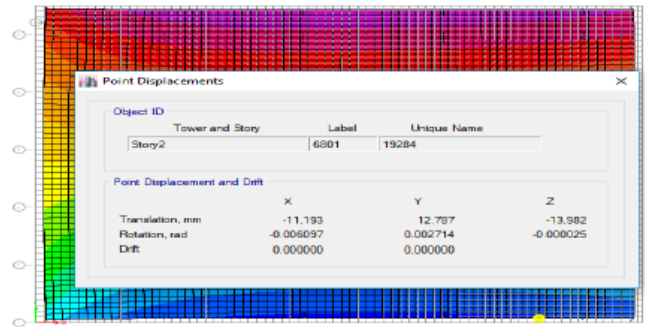 Point Displacements
Object ID
Tower and Story Label Unique Name
Story2 6801 19284
Point Displacement and Drift
X Y Z
Translation, mm -11.193 12.787 -13.982
Rotation, rad -0.006097 0.002714 -0.000025
Drift 0.000000 0.000000